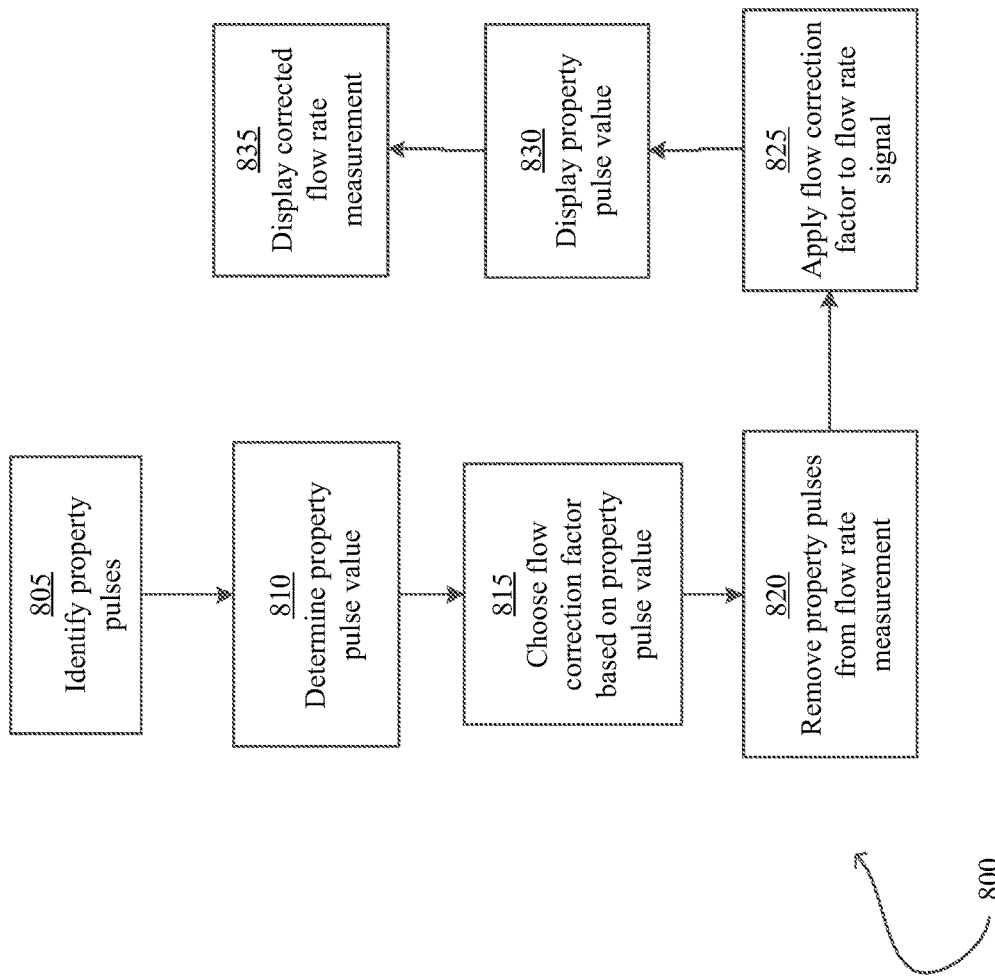 805
Identify property
pulses
810
Determine property
pulse value
815
Choose flow
correction factor
based on property
pulse value
820
Remove property pulses
from flow rate
measurement
825
Apply flow correction
factor to flow rate
signal
830
Display property
pulse value
835
Display corrected
flow rate
measurement
800